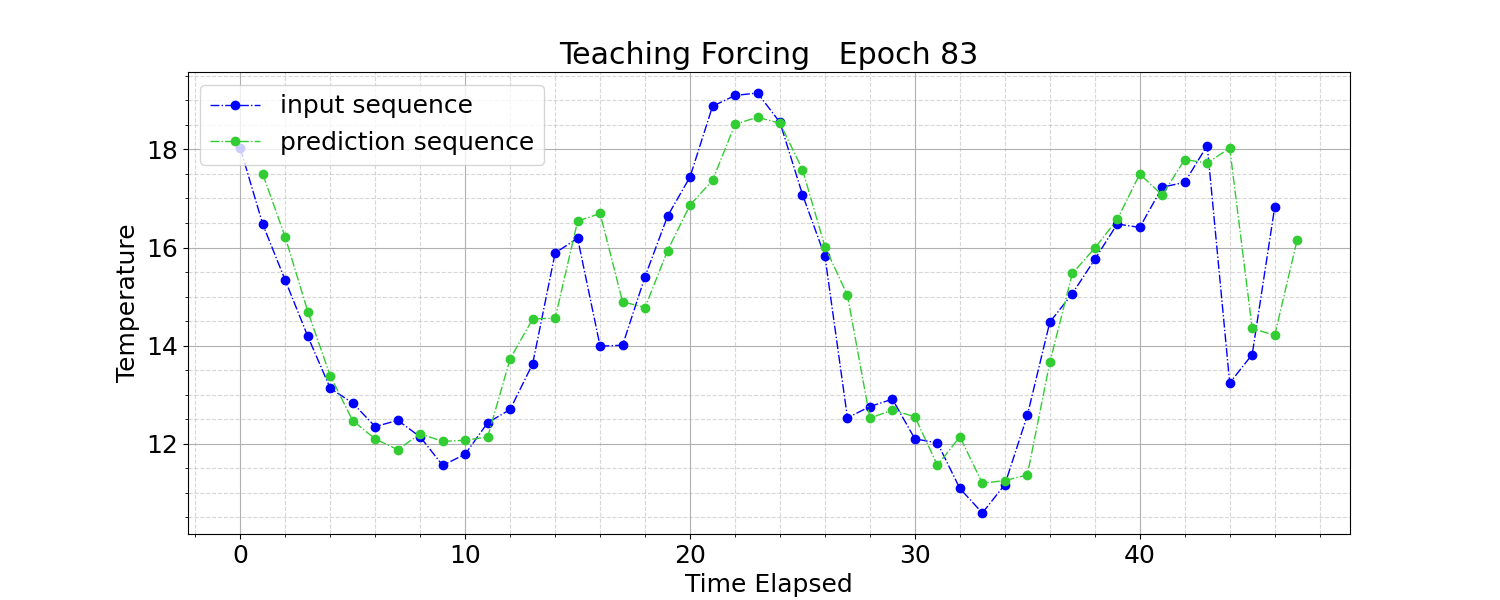 Teaching Forcing   Epoch 83
input sequence
prediction sequence
18
16
14
12
Temperature
0 10 20 30 40
Time Elapsed